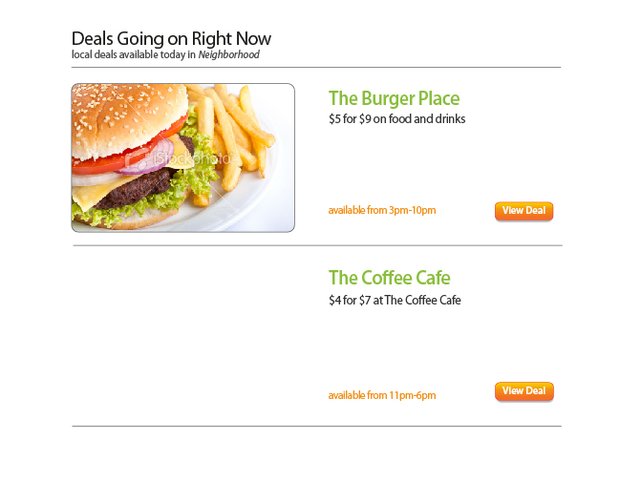 Deals Going on Right Now
local deals available today in Neighborhood
The Burger Place
$5 for $9 on food and drinks
iStockphoto
available from 3pm-10pm
View Deal
The Coffee Cafe
$4 for $7 at The Coffee Cafe
available from 11pm-6pm
View Deal